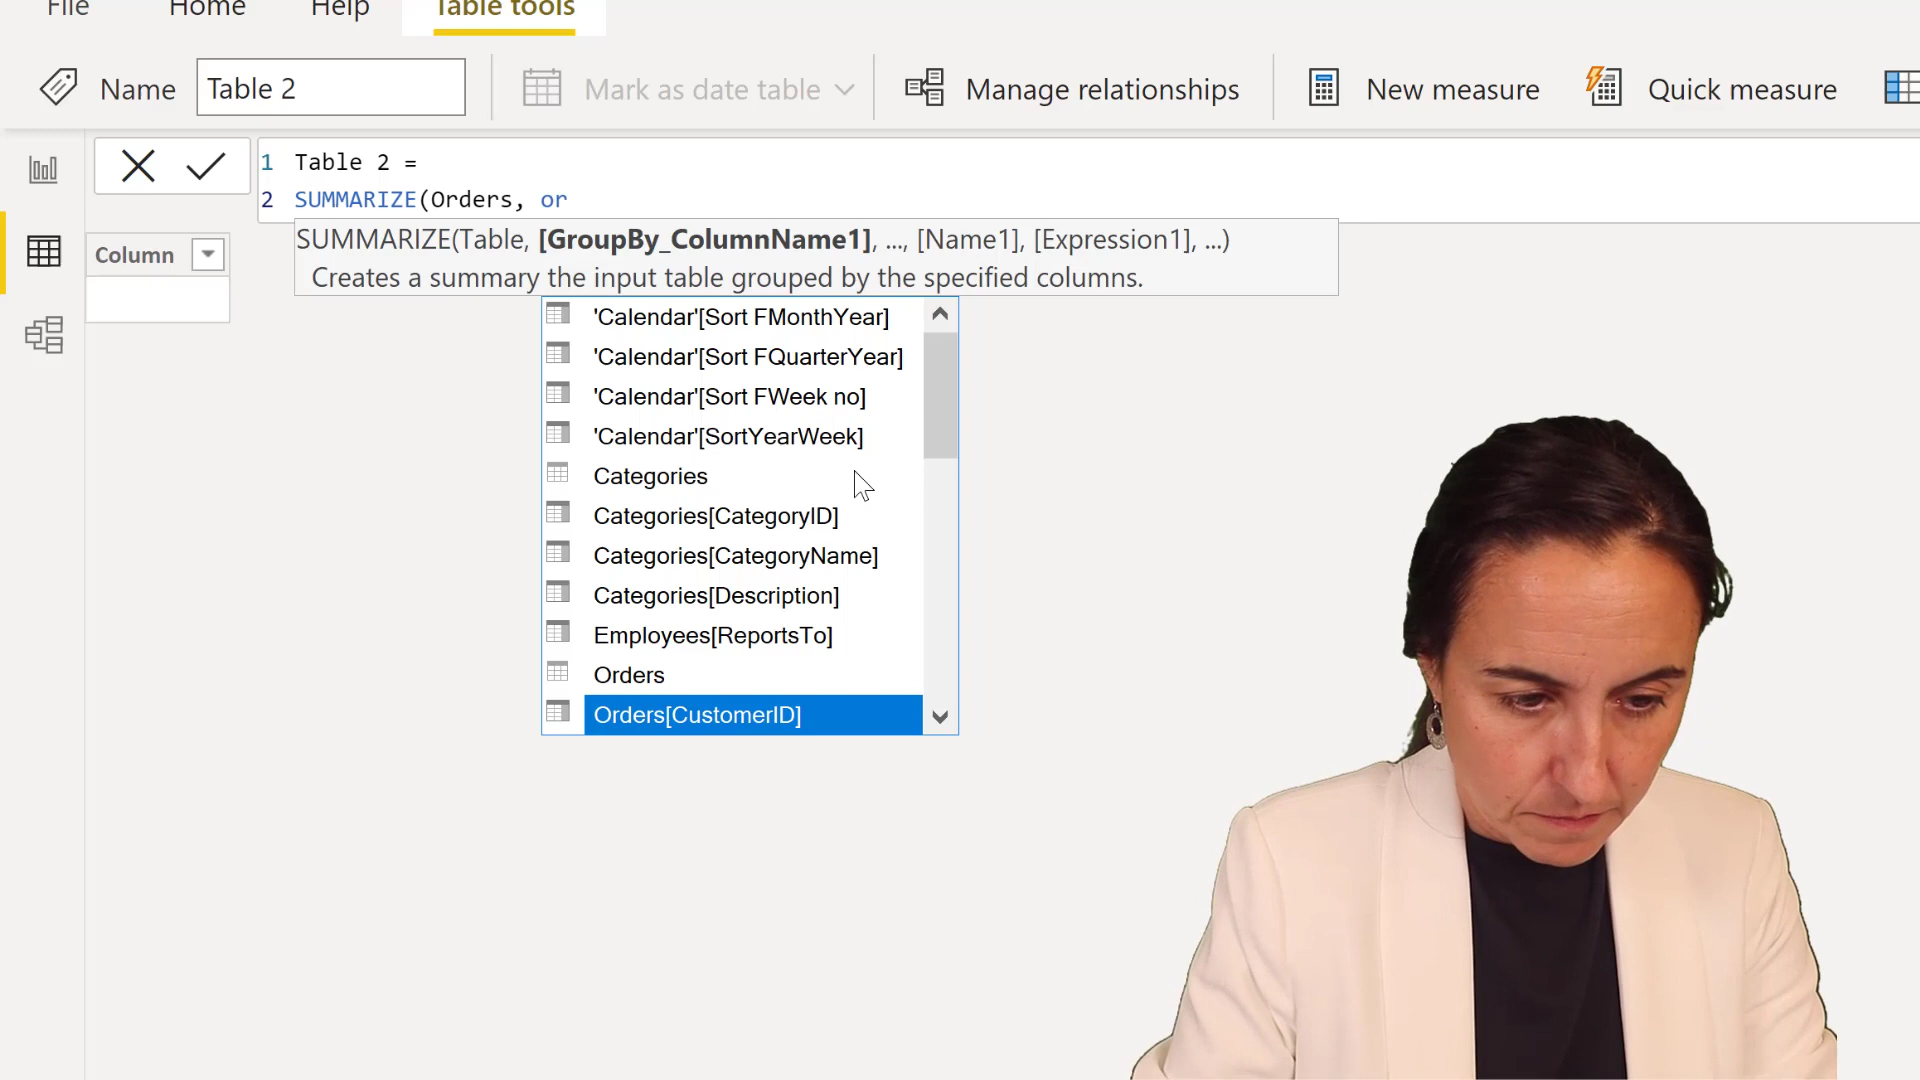 File Home Help Table tools
Name Table 2 Mark as date table Manage relationships New measure Quick measure
1 Table 2 =
2 SUMMARIZE(Orders, or
SUMMARIZE(Table, [GroupBy_ColumnName1], ..., [Name1], [Expression1], ...)
Creates a summary the input table grouped by the specified columns.
Column
'Calendar'[Sort FMonthYear]
'Calendar'[Sort FQuarterYear]
'Calendar'[Sort FWeek no]
'Calendar'[SortYearWeek]
Categories
Categories[CategoryID]
Categories[CategoryName]
Categories[Description]
Employees[ReportsTo]
Orders
Orders[CustomerID]